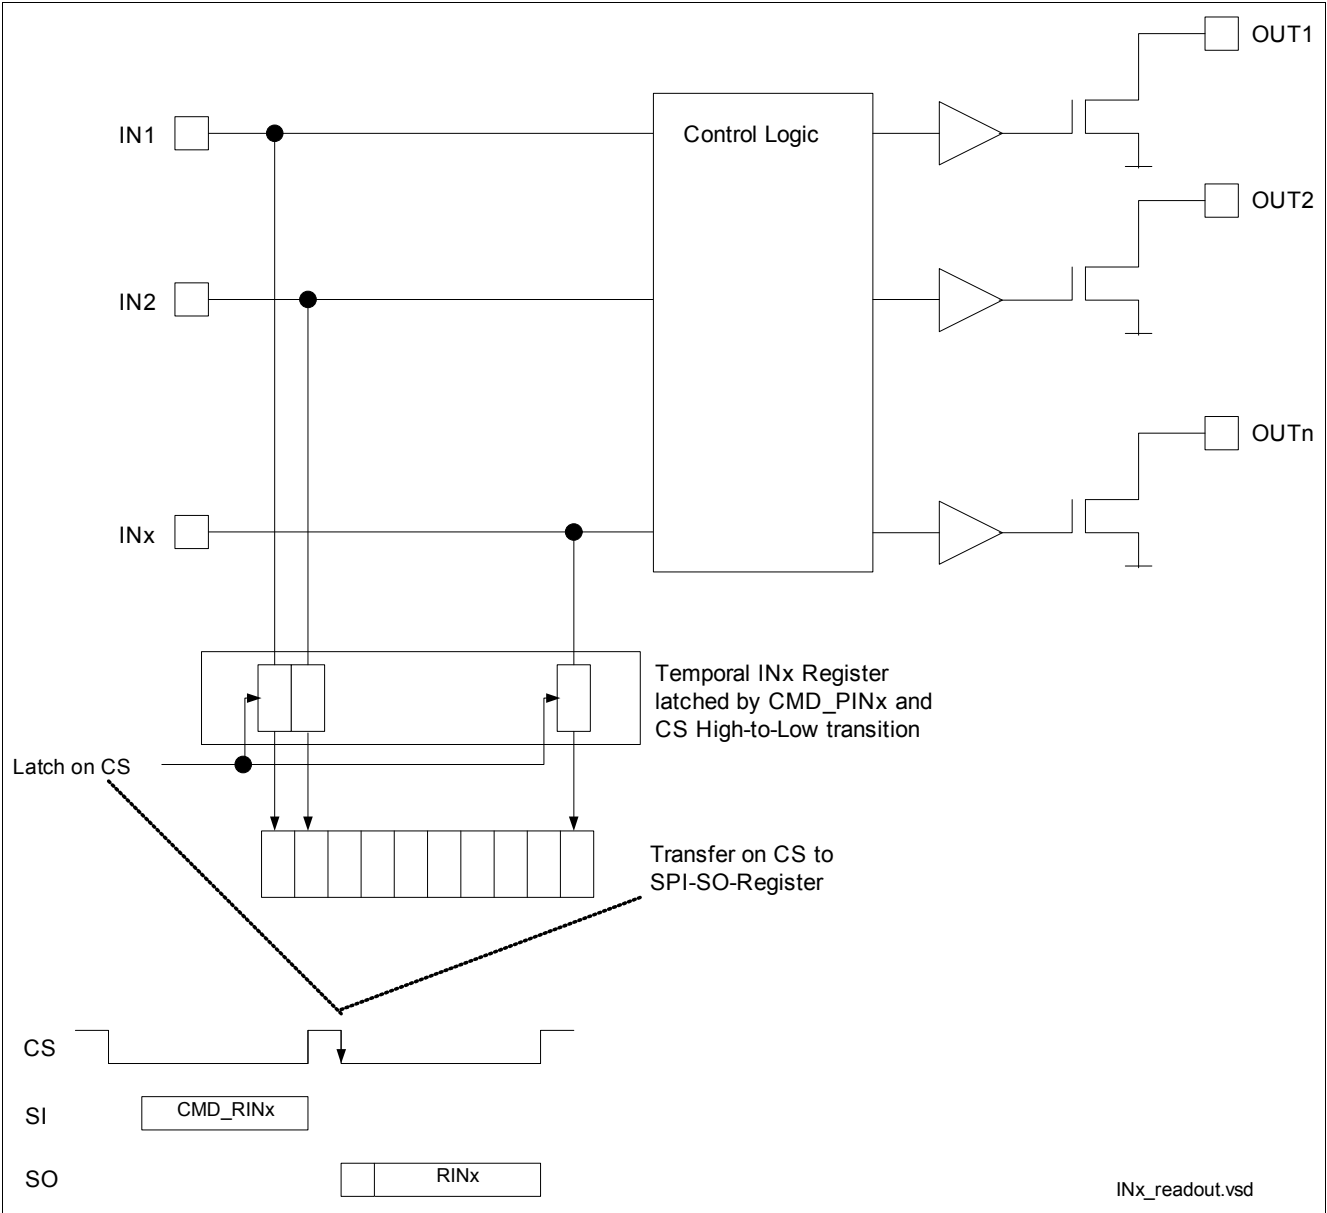 OUT1
IN1
Control Logic
OUT2
IN2
OUTn
INx
Temporal INx Register
latched by CMD_PINx and
CS High-to-Low transition
Latch on CS
Transfer on CS to
SPI-SO-Register
CS
SI
CMD_RINx
SO
RINx
INx_readout.vsd